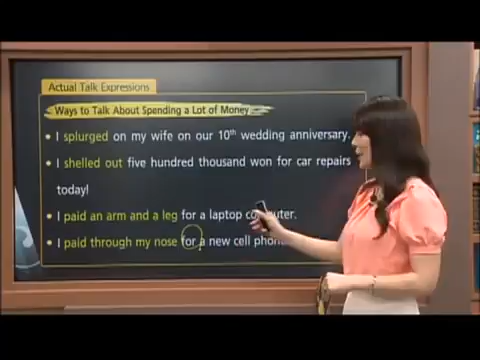 Actual Talk Expressions
Ways to Talk About Spending a Lot of Money
• I splurged on my wife on our 10th wedding anniversary.
• I shelled out five hundred thousand won for car repairs
today!
• I paid an arm and a leg for a laptop computer.
• I paid through my nose for a new cell phone.